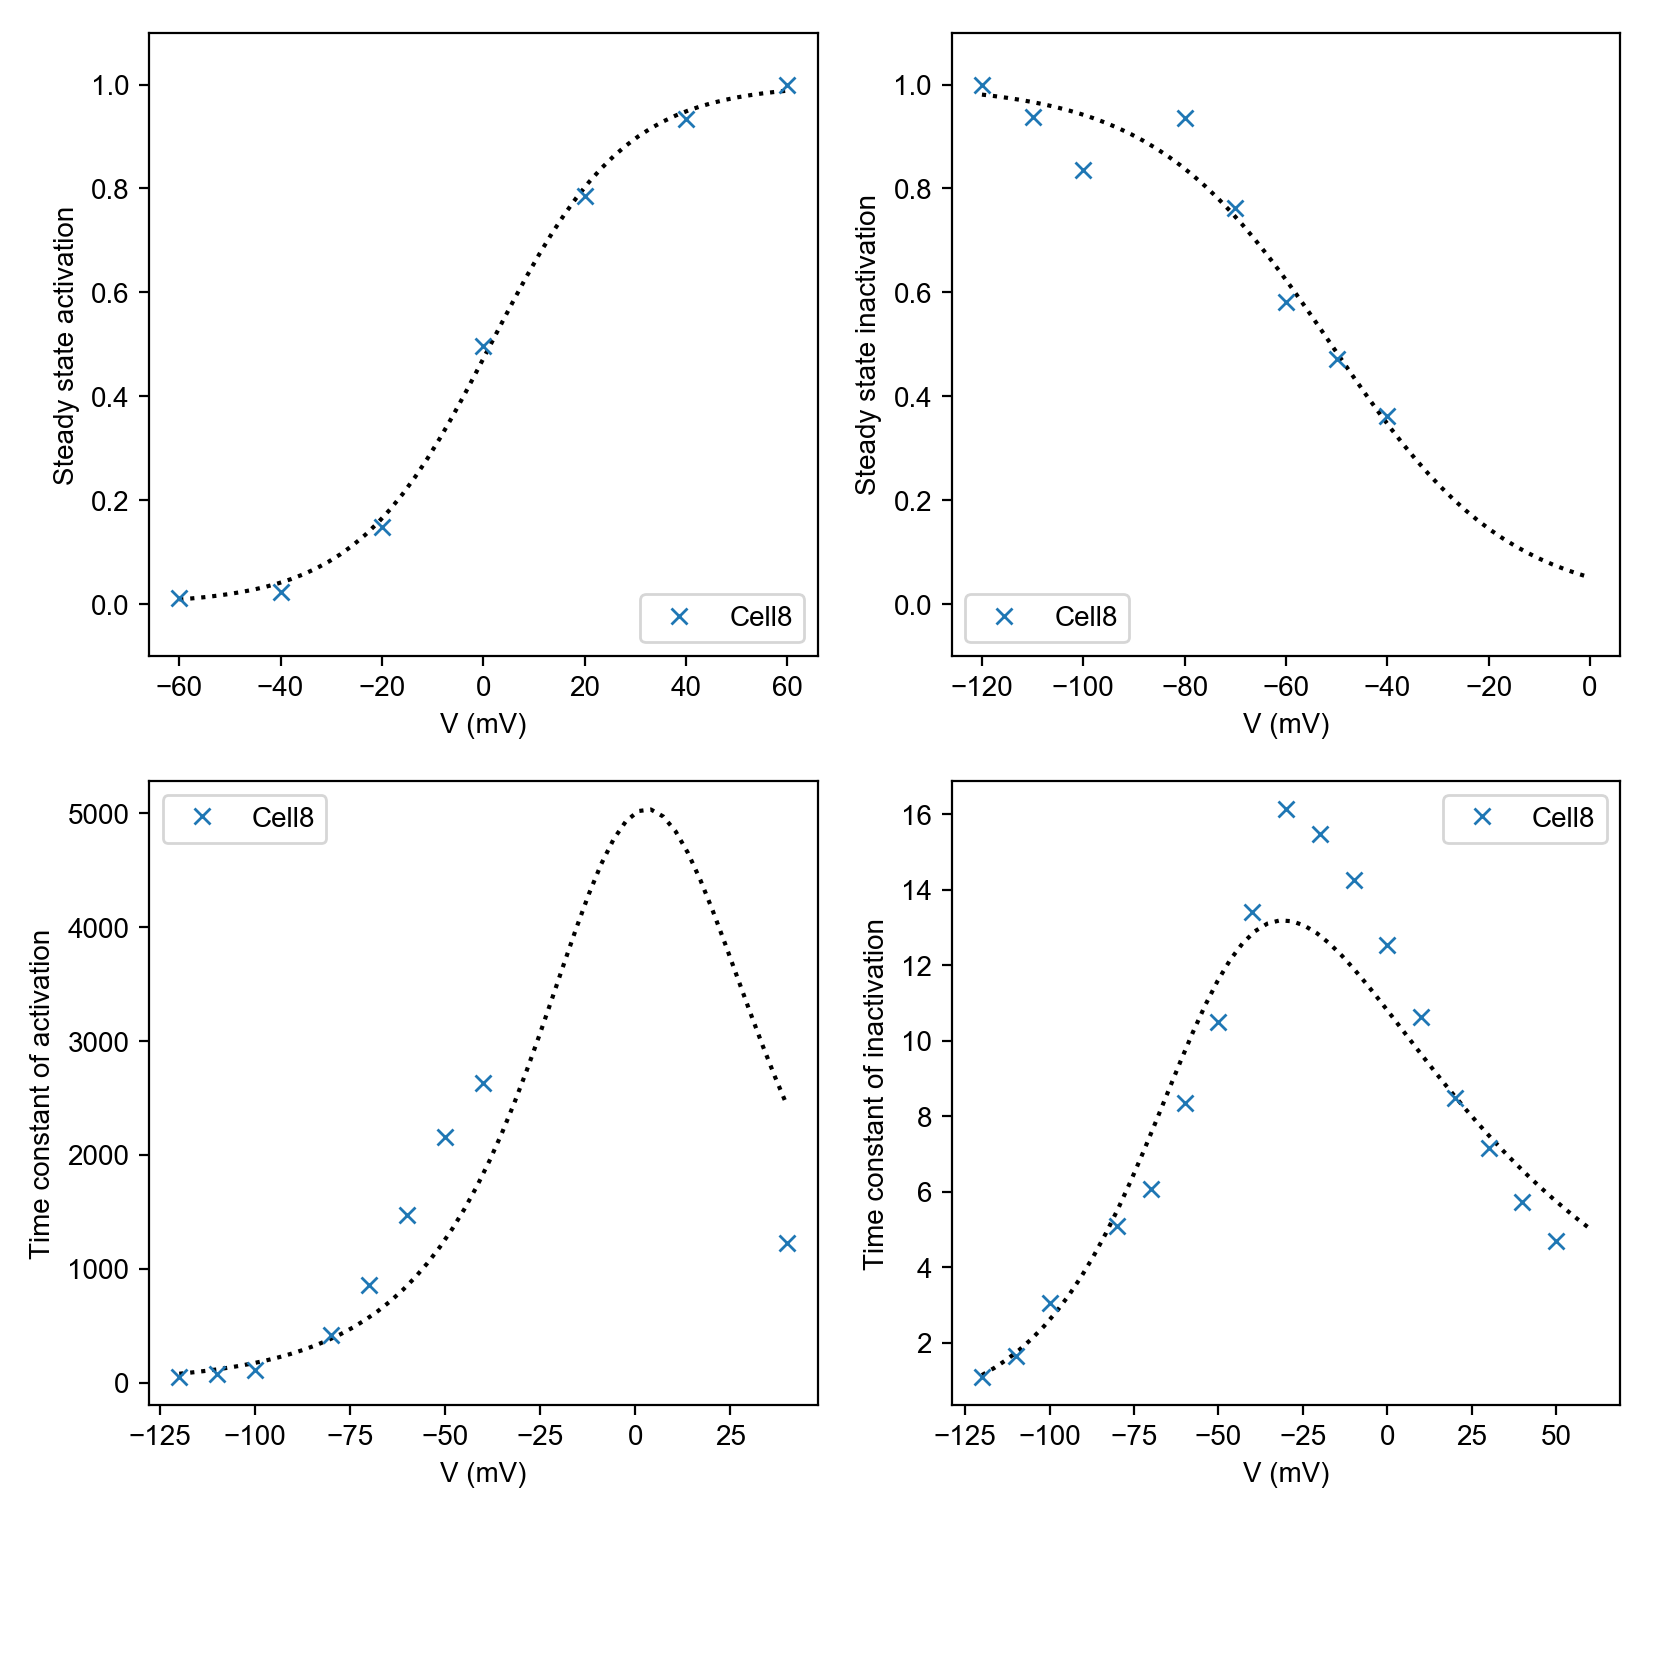 Steady state activation
1.0
0.8
0.6
0.4
0.2
0.0
Cell8
−60 −40 −20 0 20 40 60
V (mV)
Steady state inactivation
1.0
0.8
0.6
0.4
0.2
0.0
Cell8
−120 −100 −80 −60 −40 −20 0
V (mV)
Time constant of activation
5000
4000
3000
2000
1000
0
Cell8
−125 −100 −75 −50 −25 0 25
V (mV)
Time constant of inactivation
16
14
12
10
8
6
4
2
Cell8
−125 −100 −75 −50 −25 0 25 50
V (mV)